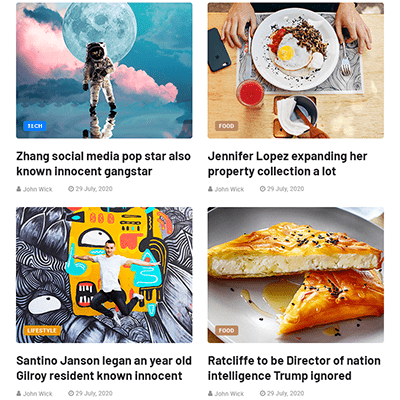 TECH
Zhang social media pop star also
known innocent gangstar
John Wick 29 July, 2020
FOOD
Jennifer Lopez expanding her
property collection a lot
John Wick 29 July, 2020
LIFESTYLE
Santino Janson legan an year old
Gilroy resident known innocent
John Wick 29 July, 2020
FOOD
Ratcliffe to be Director of nation
intelligence Trump ignored
John Wick 29 July, 2020